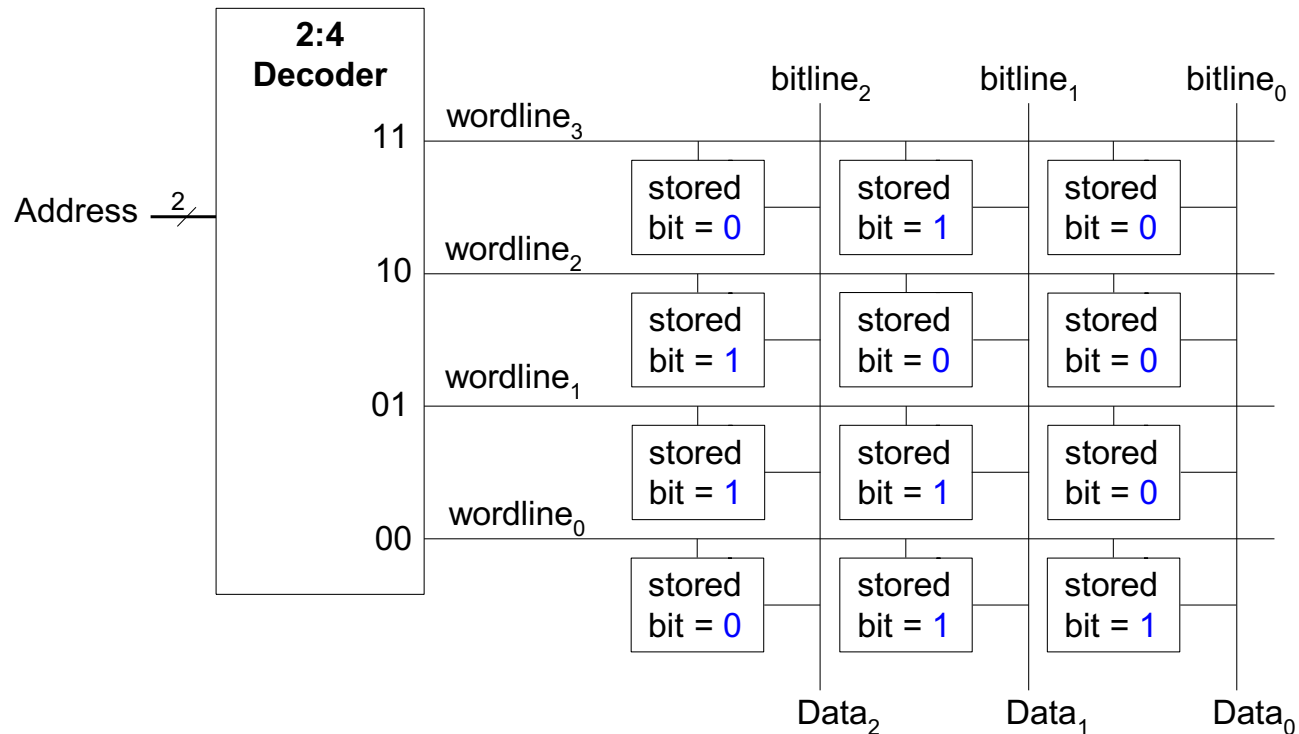 2:4
Decoder
bitline₂ bitline₁ bitline₀
wordline₃
11
stored stored stored
bit = 0 bit = 1 bit = 0
Address 2
wordline₂
10
stored stored stored
bit = 1 bit = 0 bit = 0
wordline₁
01
stored stored stored
bit = 1 bit = 1 bit = 0
wordline₀
00
stored stored stored
bit = 0 bit = 1 bit = 1
Data₂ Data₁ Data₀